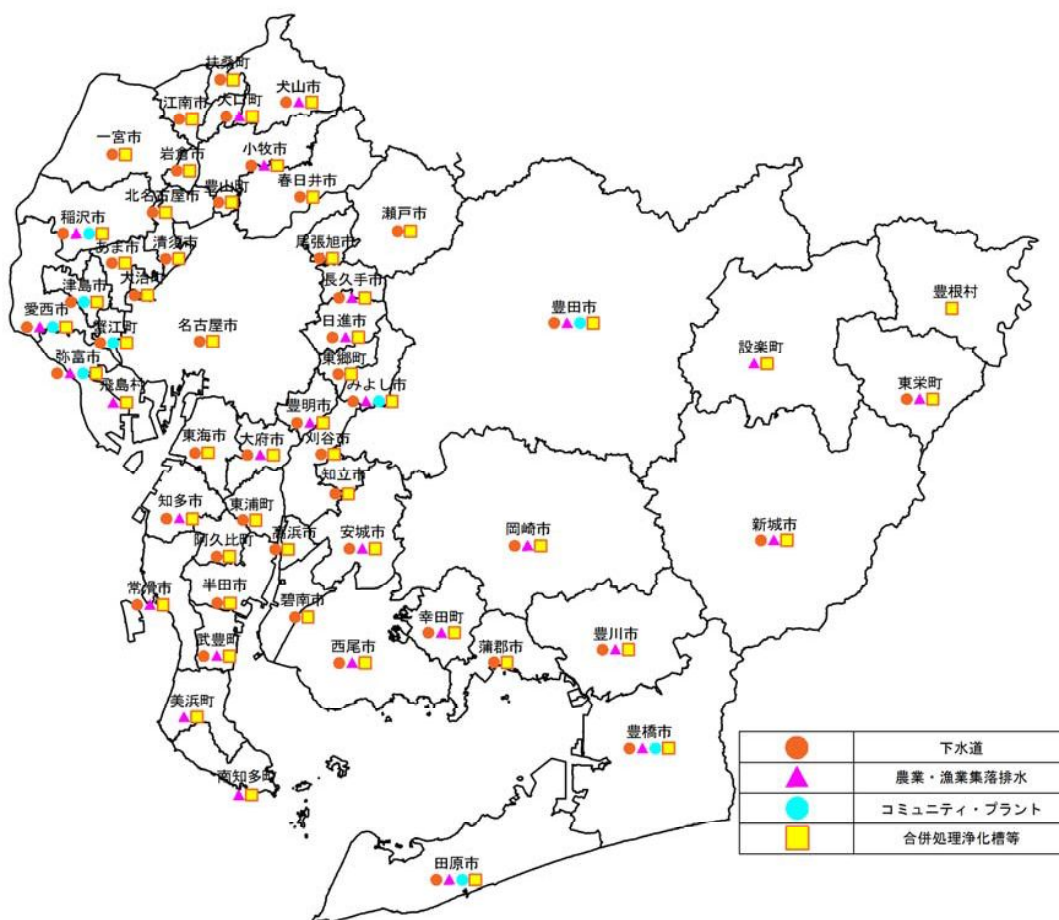 扶桑町
犬山市
江南市
大口町
一宮市
岩倉市
小牧市
豊山町
春日井市
北名古屋市
稲沢市
瀬戸市
あま市
清須市
尾張旭市
津島市
大治町
長久手市
愛西市
豊田市
豊根村
蟹江町
名古屋市
日進市
弥富市
東郷町
設楽町
飛島村
みよし市
東栄町
豊明市
東海市
大府市
刈谷市
知立市
知多市
東浦町
安城市
岡崎市
新城市
阿久比町
高浜市
常滑市
半田市
碧南市
幸田町
豊川市
武豊町
西尾市
蒲郡市
美浜町
豊橋市
南知多町
田原市
下水道
農業・漁業集落排水
コミュニティ・プラント
合併処理浄化槽等